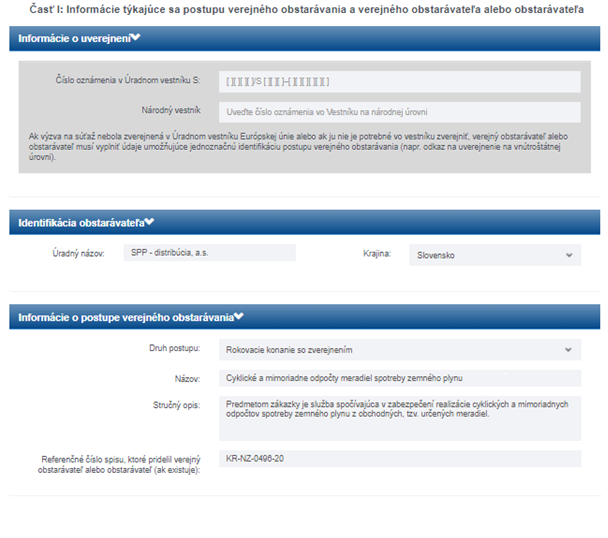 Časť I: Informácie týkajúce sa postupu verejného obstarávania a verejného obstarávateľa alebo obstarávateľa
Informácie o uverejnení
Číslo oznámenia v Úradnom vestníku S: [ ][ ][ ][ ]/S [ ][ ][ ]–[ ][ ][ ][ ][ ][ ][ ]
Národný vestník Uveďte číslo oznámenia vo Vestníku na národnej úrovni
Ak výzva na súťaž nebola zverejnená v Úradnom vestníku Európskej únie alebo ak ju nie je potrebné vo vestníku zverejniť, verejný obstarávateľ alebo
obstarávateľ musí vyplniť údaje umožňujúce jednoznačnú identifikáciu postupu verejného obstarávania (napr. odkaz na uverejnenie na vnútroštátnej
úrovni).
Identifikácia obstarávateľa
Úradný názov: SPP - distribúcia, a.s. Krajina: Slovensko
Informácie o postupe verejného obstarávania
Druh postupu: Rokovacie konanie so zverejnením
Názov: Cyklické a mimoriadne odpočty meradiel spotreby zemného plynu
Stručný opis: Predmetom zákazky je služba spočívajúca v zabezpečení realizácie cyklických a mimoriadnych
odpočtov spotreby zemného plynu z obchodných, tzv. určených meradiel.
Referenčné číslo spisu, ktoré pridelil verejný KR-NZ-0496-20
obstarávateľ alebo obstarávateľ (ak existuje):